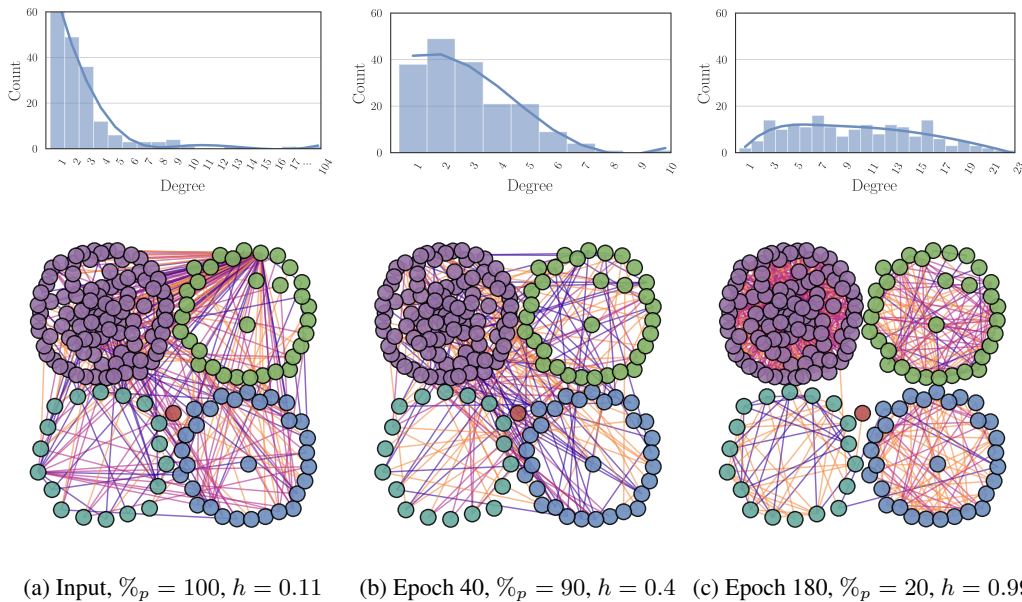 60
40
20
0
Count
1 2 3 4 5 6 7 8 9 10 11 12 13 14 15 16 17 ... 104
Degree
60
40
20
0
Count
1 2 3 4 5 6 7 8 9 10
Degree
60
40
20
0
Count
1 3 5 7 9 11 13 15 17 19 21 23
Degree
(a) Input, %p = 100, h = 0.11
(b) Epoch 40, %p = 90, h = 0.4
(c) Epoch 180, %p = 20, h = 0.99